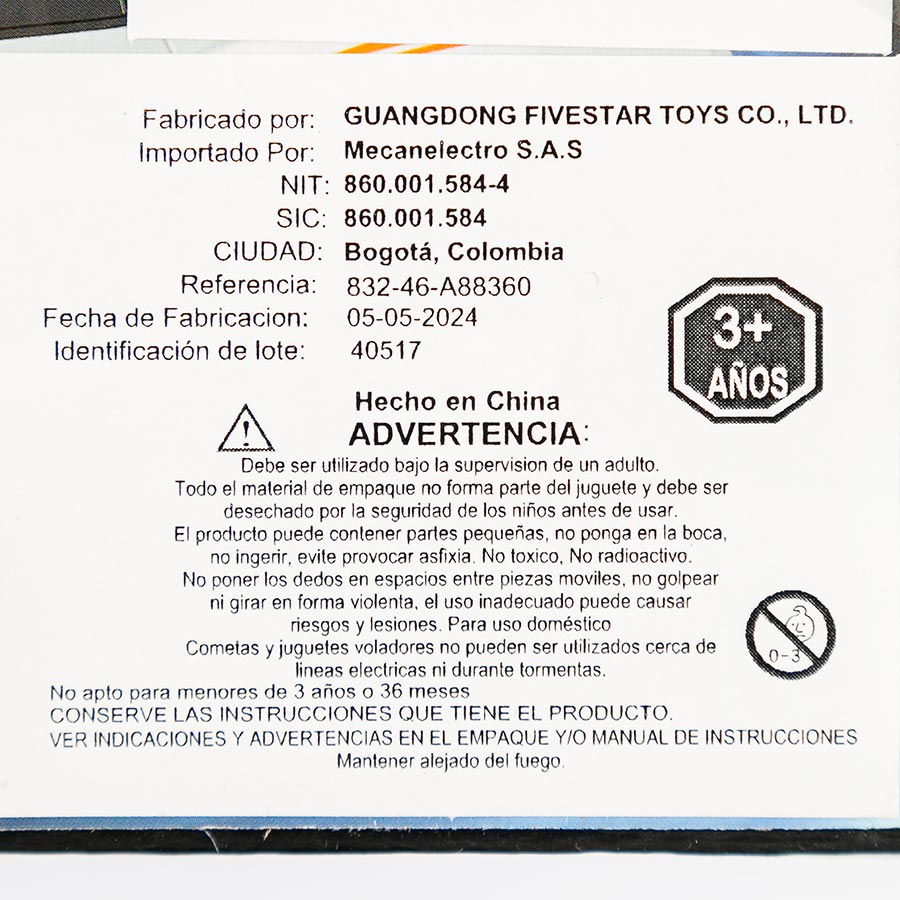 Fabricado por: GUANGDONG FIVESTAR TOYS CO., LTD.
Importado Por: Mecanelectro S.A.S
NIT: 860.001.584-4
SIC: 860.001.584
CIUDAD: Bogotá, Colombia
Referencia: 832-46-A88360
Fecha de Fabricacion: 05-05-2024
Identificación de lote: 40517
3+
AÑOS
Hecho en China
!
ADVERTENCIA:
Debe ser utilizado bajo la supervision de un adulto.
Todo el material de empaque no forma parte del juguete y debe ser
desechado por la seguridad de los niños antes de usar.
El producto puede contener partes pequeñas, no ponga en la boca,
no ingerir, evite provocar asfixia. No toxico, No radioactivo.
No poner los dedos en espacios entre piezas moviles, no golpear
ni girar en forma violenta, el uso inadecuado puede causar
riesgos y lesiones. Para uso doméstico
Cometas y juguetes voladores no pueden ser utilizados cerca de
lineas electricas ni durante tormentas.
0-3
No apto para menores de 3 años o 36 meses
CONSERVE LAS INSTRUCCIONES QUE TIENE EL PRODUCTO.
VER INDICACIONES Y ADVERTENCIAS EN EL EMPAQUE Y/O MANUAL DE INSTRUCCIONES
Mantener alejado del fuego.